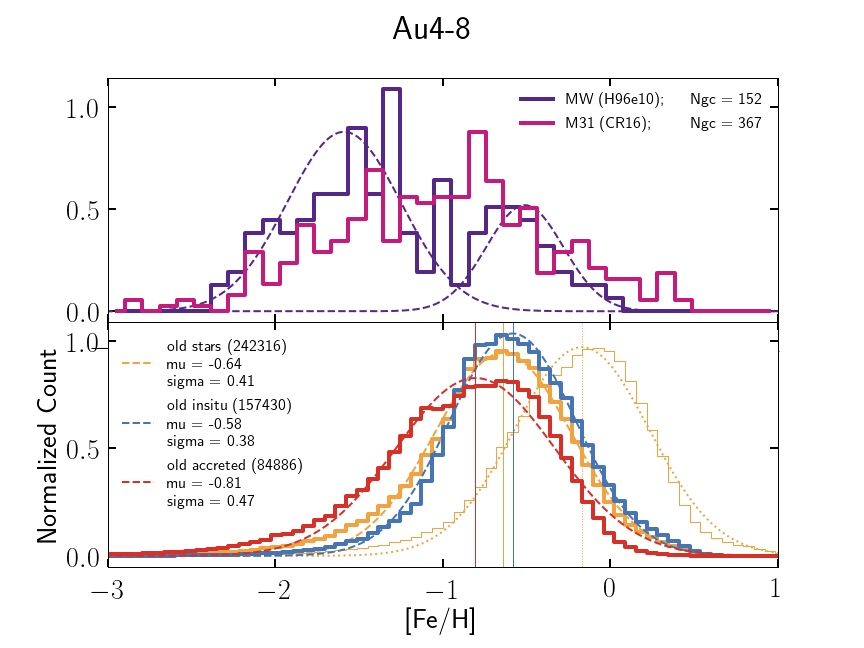 Au4-8
1.0
0.5
0.0
MW (H96e10); Ngc = 152
M31 (CR16); Ngc = 367
Normalized Count
1.0
0.5
0.0
old stars (242316)
mu = -0.64
sigma = 0.41
old insitu (157430)
mu = -0.58
sigma = 0.38
old accreted (84886)
mu = -0.81
sigma = 0.47
−3 −2 −1 0 1
[Fe/H]